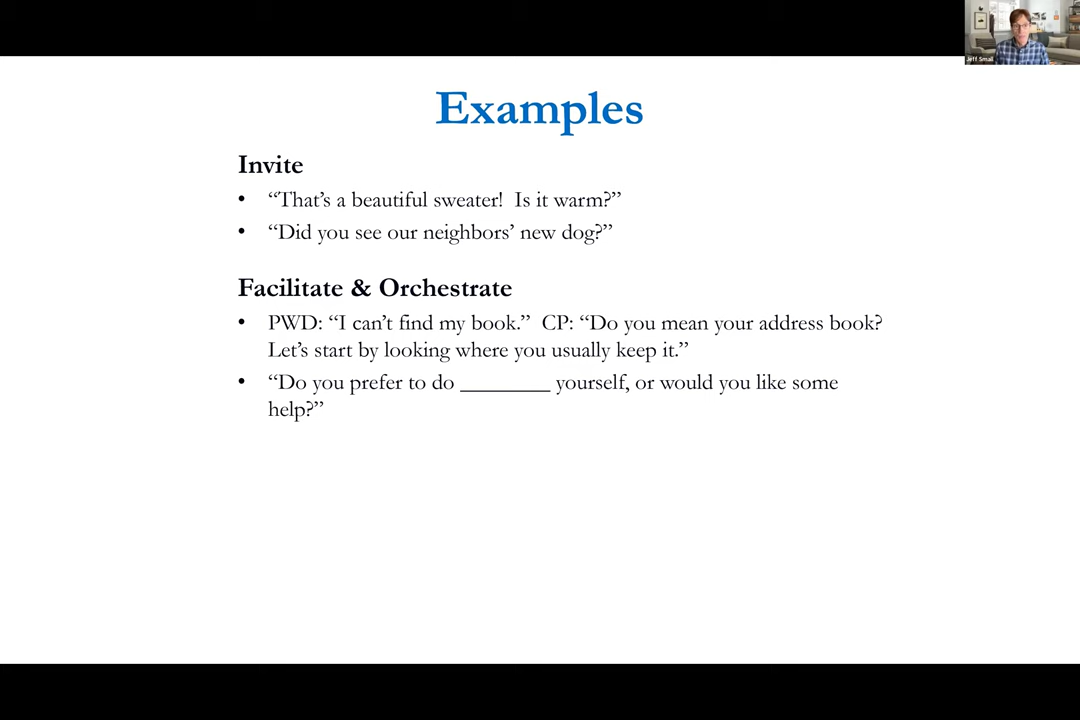 Jeff Small
Examples
Invite
• “That’s a beautiful sweater!  Is it warm?”
• “Did you see our neighbors’ new dog?”
Facilitate & Orchestrate
• PWD: “I can’t find my book.”  CP: “Do you mean your address book?
Let’s start by looking where you usually keep it.”
• “Do you prefer to do ________ yourself, or would you like some
help?”